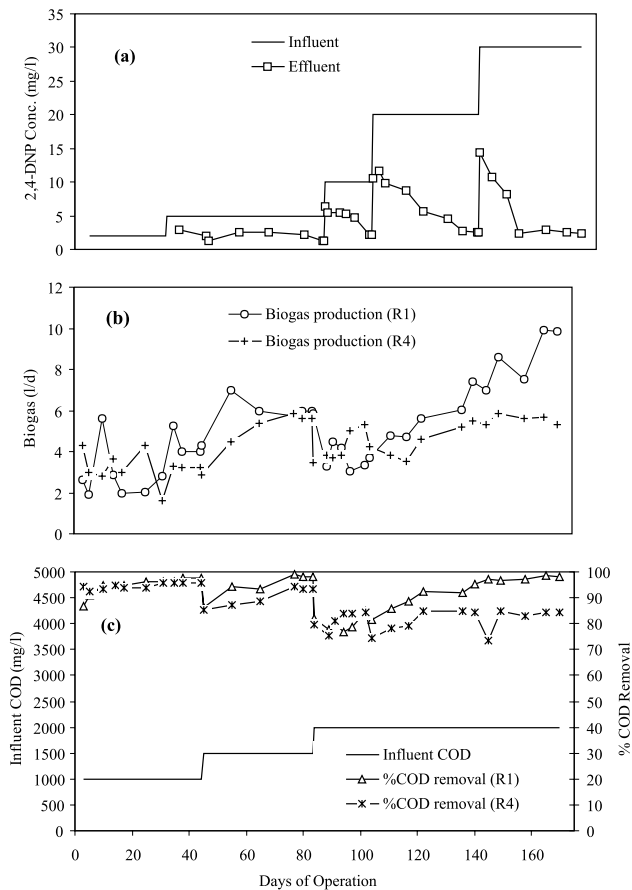 35
30
25
20
15
10
5
0
2,4-DNP Conc. (mg/l)
(a)
Influent
Effluent
12
10
8
6
4
2
0
Biogas (l/d)
(b)
Biogas production (R1)
Biogas production (R4)
5000
4500
4000
3500
3000
2500
2000
1500
1000
500
0
Influent COD (mg/l)
(c)
Influent COD
%COD removal (R1)
%COD removal (R4)
100
90
80
70
60
50
40
30
20
10
0
% COD Removal
0 20 40 60 80 100 120 140 160
Days of Operation